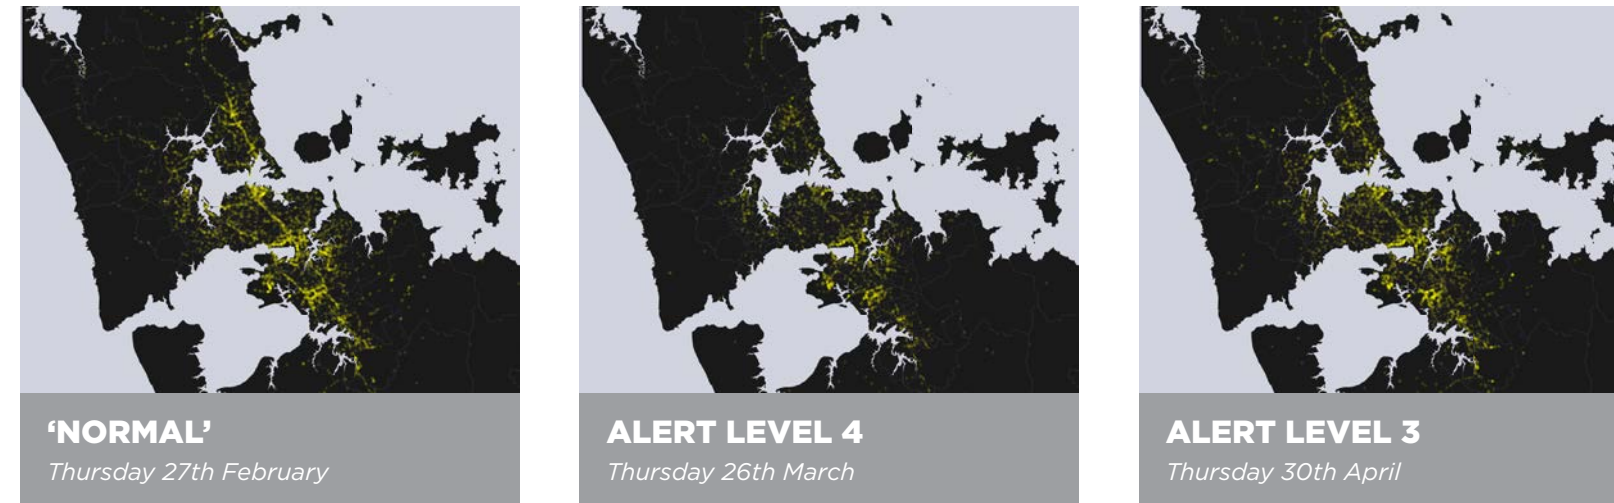 ‘NORMAL’
Thursday 27th February
ALERT LEVEL 4
Thursday 26th March
ALERT LEVEL 3
Thursday 30th April